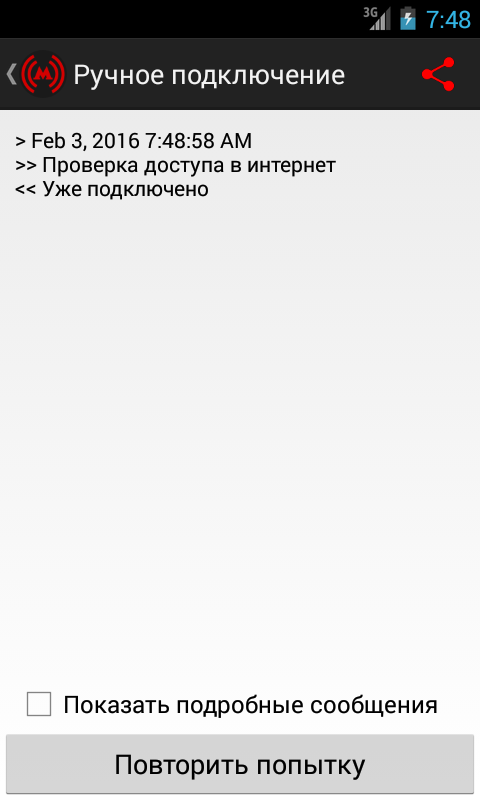 3G 7:48
Ручное подключение
> Feb 3, 2016 7:48:58 AM
>> Проверка доступа в интернет
<< Уже подключено
Показать подробные сообщения
Повторить попытку